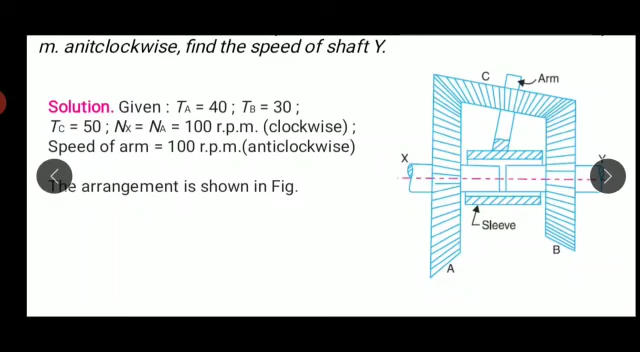 m. anitclockwise, find the speed of shaft Y.
Solution. Given : TA = 40 ; TB = 30 ;
TC = 50 ; NX = NA = 100 r.p.m. (clockwise) ;
Speed of arm = 100 r.p.m.(anticlockwise)
The arrangement is shown in Fig.
C
Arm
X
Y
Sleeve
B
A